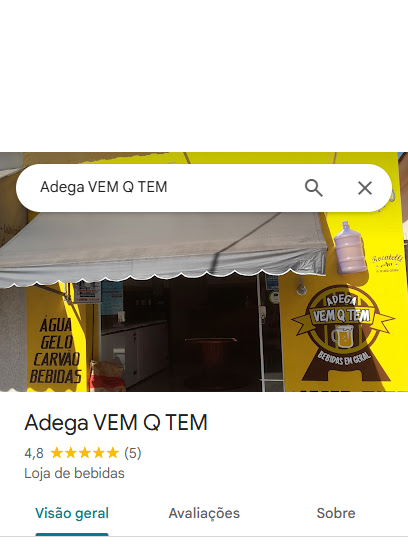 Adega VEM Q TEM
ÁGUA
GELO
CARVÃO
BEBIDAS
ADEGA
VEM Q TEM
BEBIDAS EM GERAL
Adega VEM Q TEM
4,8 (5)
Loja de bebidas
Visão geral
Avaliações
Sobre